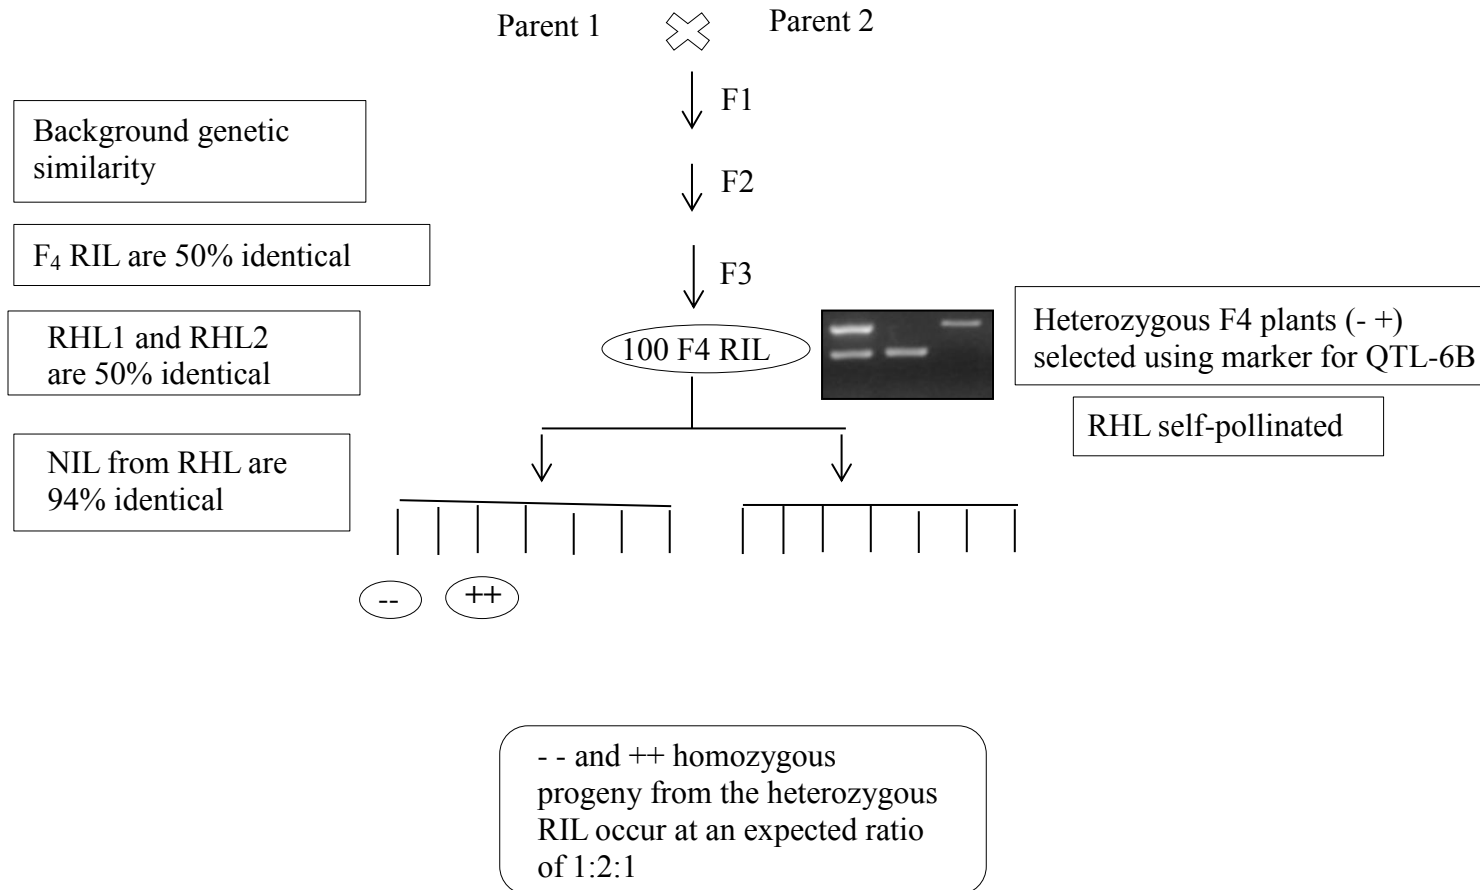 Parent 1
Parent 2
F1
Background genetic
similarity
F2
F₄ RIL are 50% identical
F3
RHL1 and RHL2
are 50% identical
100 F4 RIL
Heterozygous F4 plants (- +)
selected using marker for QTL-6B
RHL self-pollinated
NIL from RHL are
94% identical
--
++
- - and ++ homozygous
progeny from the heterozygous
RIL occur at an expected ratio
of 1:2:1